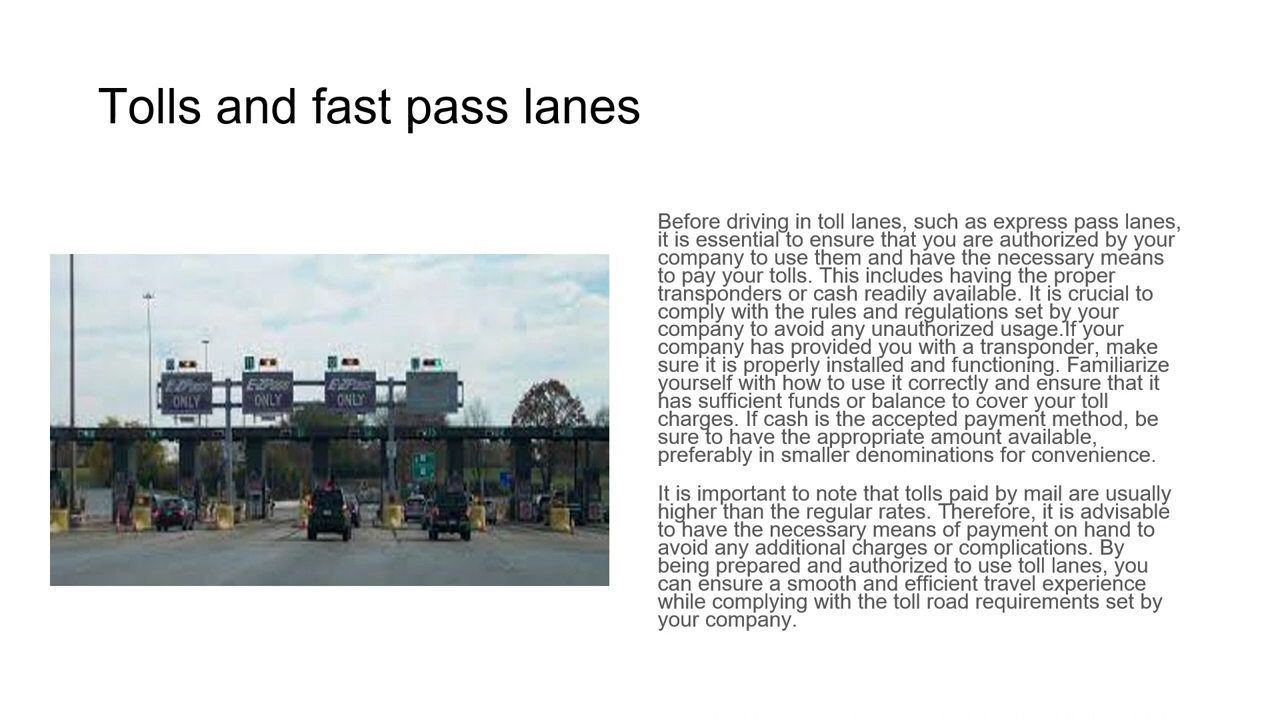 Tolls and fast pass lanes
Before driving in toll lanes, such as express pass lanes,
it is essential to ensure that you are authorized by your
company to use them and have the necessary means
to pay your tolls. This includes having the proper
transponders or cash readily available. It is crucial to
comply with the rules and regulations set by your
company to avoid any unauthorized usage.If your
company has provided you with a transponder, make
sure it is properly installed and functioning. Familiarize
yourself with how to use it correctly and ensure that it
has sufficient funds or balance to cover your toll
charges. If cash is the accepted payment method, be
sure to have the appropriate amount available,
preferably in smaller denominations for convenience.
It is important to note that tolls paid by mail are usually
higher than the regular rates. Therefore, it is advisable
to have the necessary means of payment on hand to
avoid any additional charges or complications. By
being prepared and authorized to use toll lanes, you
can ensure a smooth and efficient travel experience
while complying with the toll road requirements set by
your company.
E-ZPass
ONLY
E-ZPass
ONLY
E-ZPass
ONLY